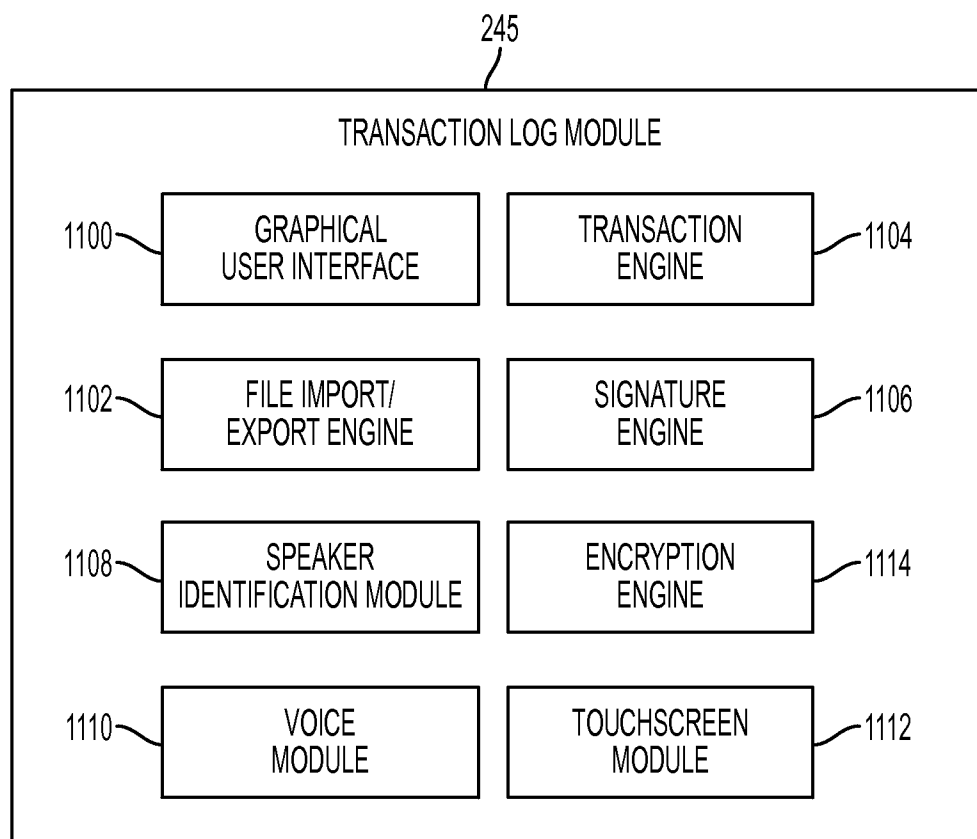 245
TRANSACTION LOG MODULE
1100
GRAPHICAL
USER INTERFACE
TRANSACTION
ENGINE
1104
1102
FILE IMPORT/
EXPORT ENGINE
SIGNATURE
ENGINE
1106
1108
SPEAKER
IDENTIFICATION MODULE
ENCRYPTION
ENGINE
1114
1110
VOICE
MODULE
TOUCHSCREEN
MODULE
1112